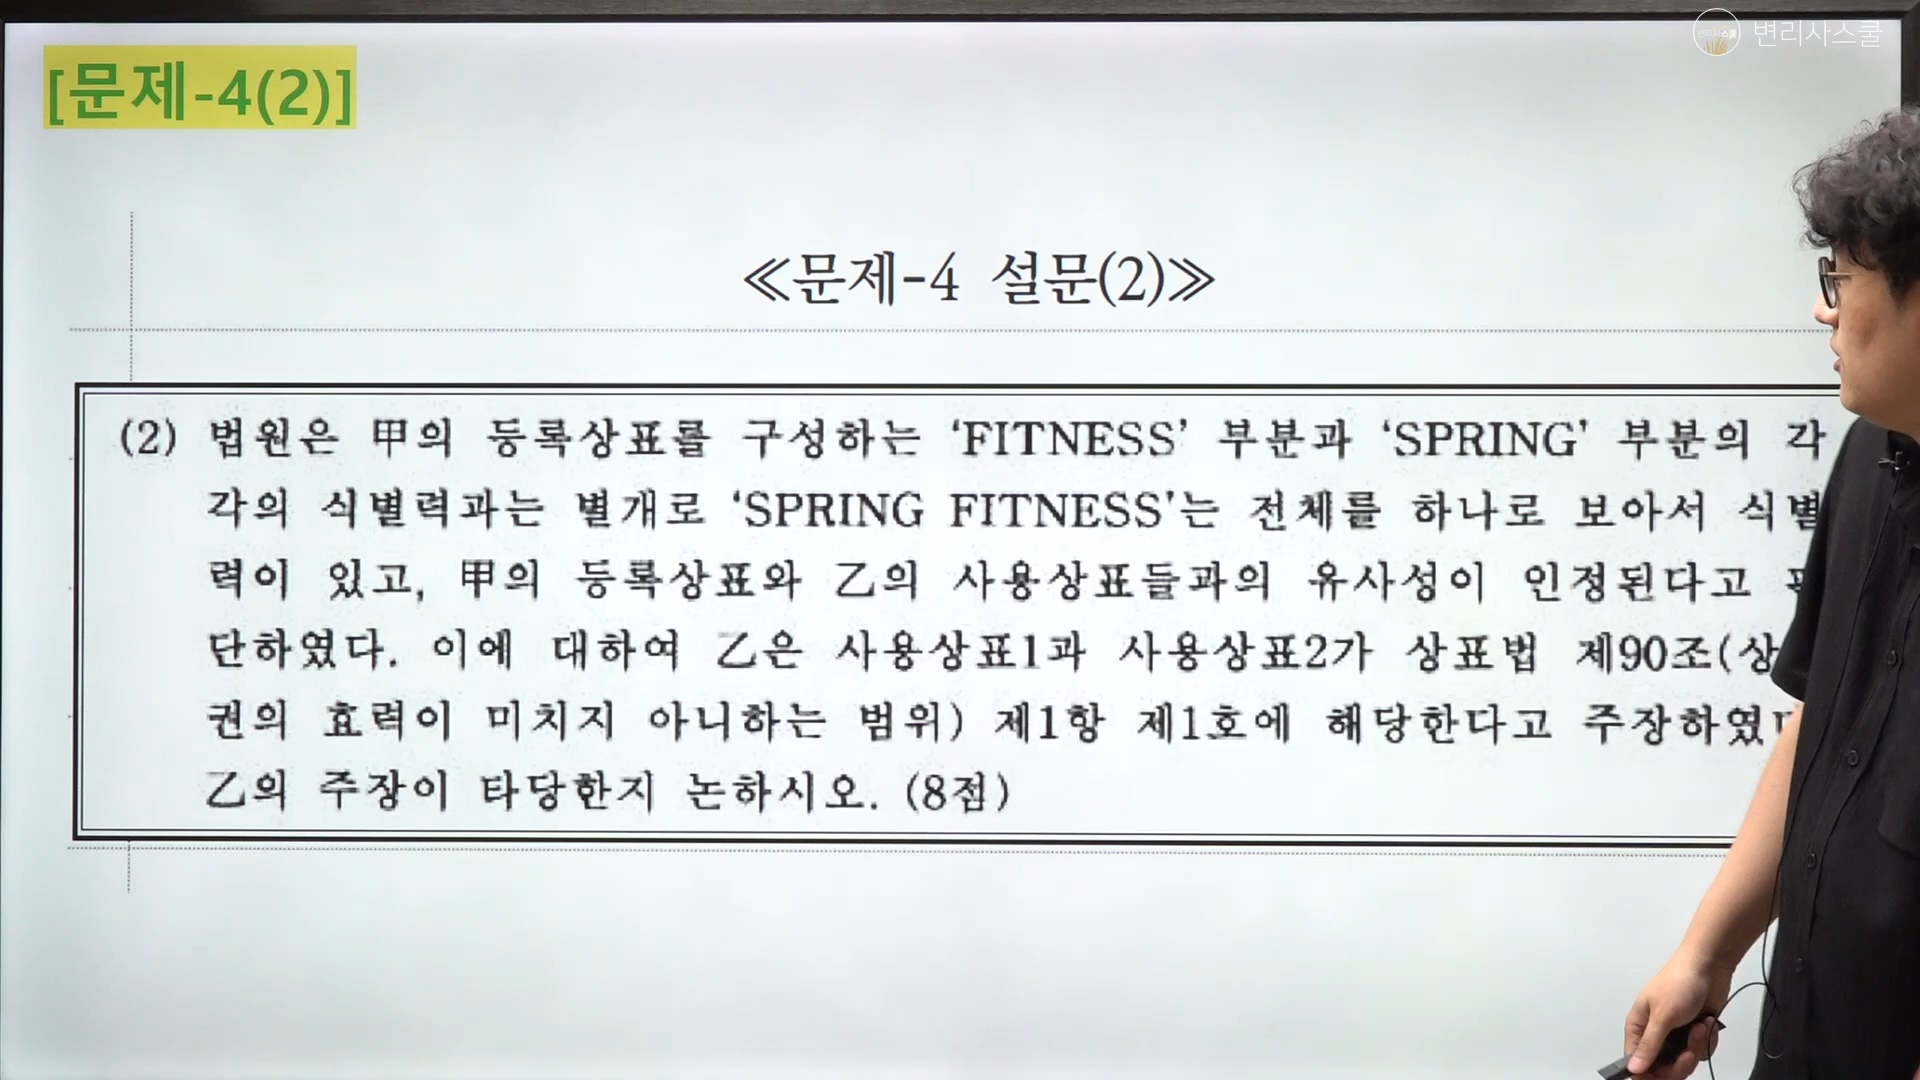 변리사스쿨
[문제-4(2)]
≪문제-4 설문(2)≫
(2) 법원은 甲의 등록상표를 구성하는 ‘FITNESS’ 부분과 ‘SPRING’ 부분의 각
각의 식별력과는 별개로 ‘SPRING FITNESS’는 전체를 하나로 보아서 식별
력이 있고, 甲의 등록상표와 乙의 사용상표들과의 유사성이 인정된다고
단하였다. 이에 대하여 乙은 사용상표1과 사용상표2가 상표법 제90조(상
권의 효력이 미치지 아니하는 범위) 제1항 제1호에 해당한다고 주장하였
乙의 주장이 타당한지 논하시오. (8점)